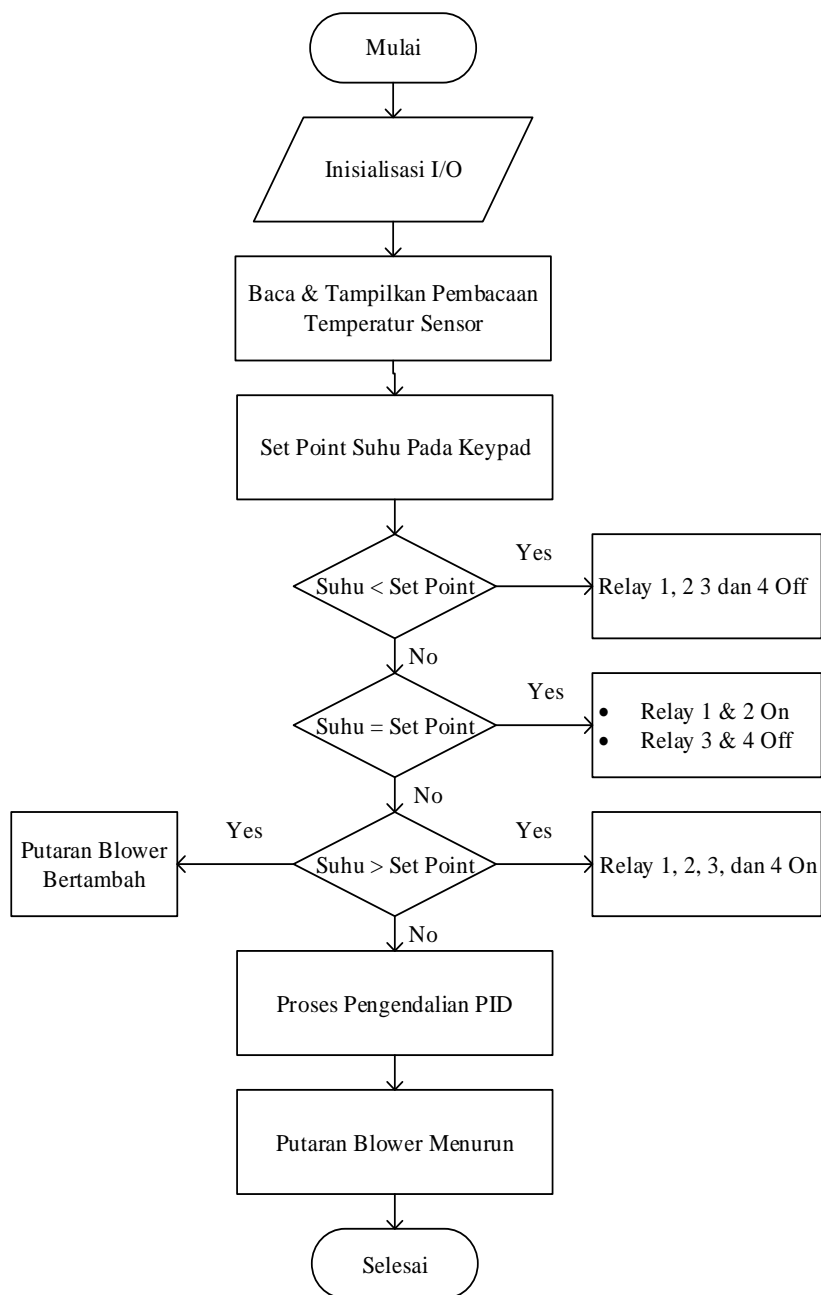 Mulai
Inisialisasi I/O
Baca & Tampilkan Pembacaan
Temperatur Sensor
Set Point Suhu Pada Keypad
Suhu < Set Point
Yes
Relay 1, 2 3 dan 4 Off
No
Suhu = Set Point
Yes
• Relay 1 & 2 On
• Relay 3 & 4 Off
No
Putaran Blower
Bertambah
Yes
Suhu > Set Point
Yes
Relay 1, 2, 3, dan 4 On
No
Proses Pengendalian PID
Putaran Blower Menurun
Selesai